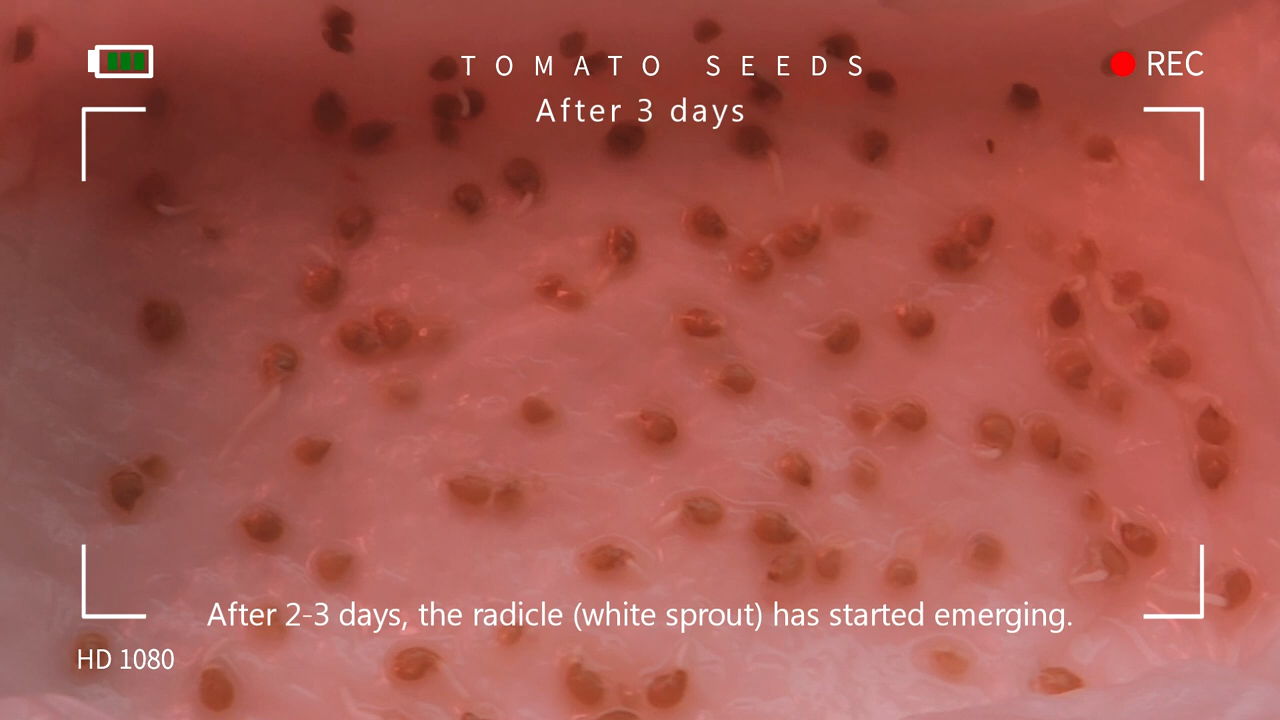 TOMATO SEEDS
REC
After 3 days
After 2-3 days, the radicle (white sprout) has started emerging.
HD 1080